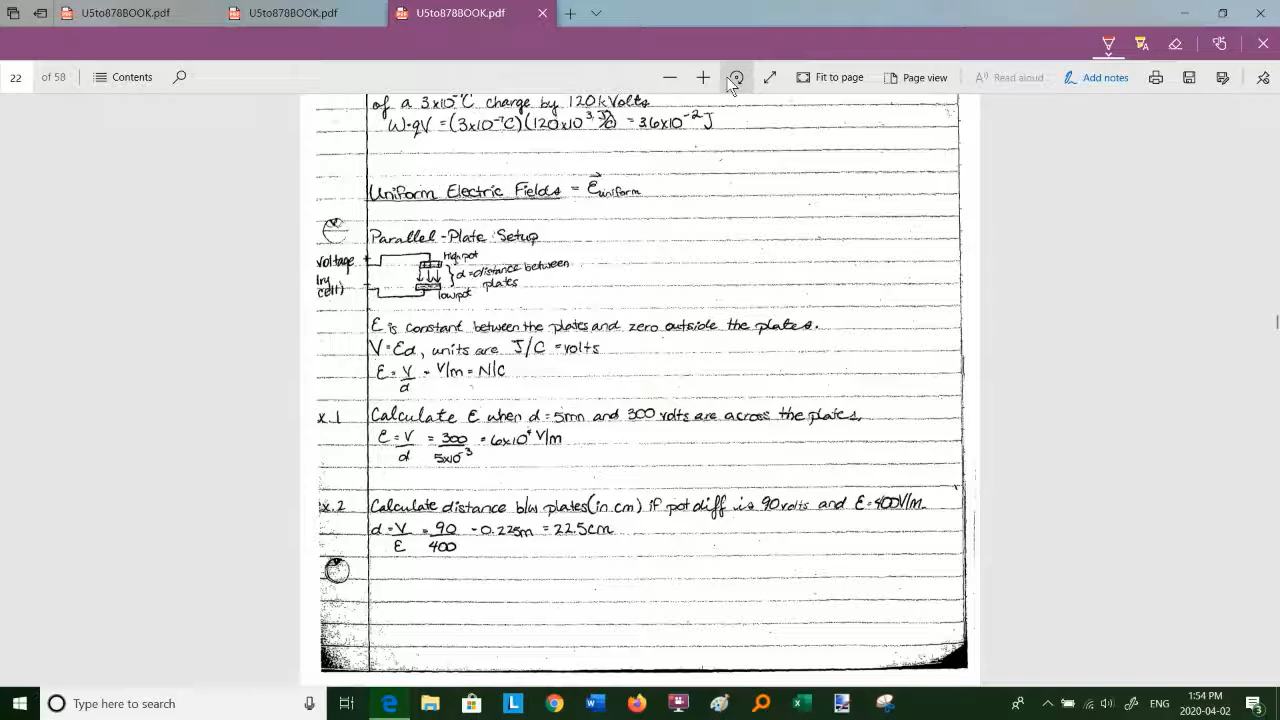 U5to878BOOK.pdf U5to878BOOK.pdf U5to878BOOK.pdf
22 of 58 Contents Fit to page Page view Read aloud Add notes
of a 3x10⁻⁷C charge by 120kVolts
W=qV = (3x10⁻⁷C)(120x10³ J/C) = 3.6x10⁻² J
Uniform Electric Fields = ε uniform
Parallel-Plate Setup
voltage + high pot
d = distance between
plates
cell) - low pot
ε is constant between the plates and zero outside the plates.
V = εd, units are J/C = volts
ε = V/d = V/m = N/C
x.1 Calculate ε when d = 5mm and 300 volts are across the plates.
ε = V/d = 300/5x10⁻³ = 6x10⁴ V/m
x.2 Calculate distance b/w plates (in cm) if pot diff is 90 volts and ε = 400V/m.
d = V/ε = 90/400 = 0.225m = 22.5cm
Type here to search ENG 1:34 PM
2020-04-02